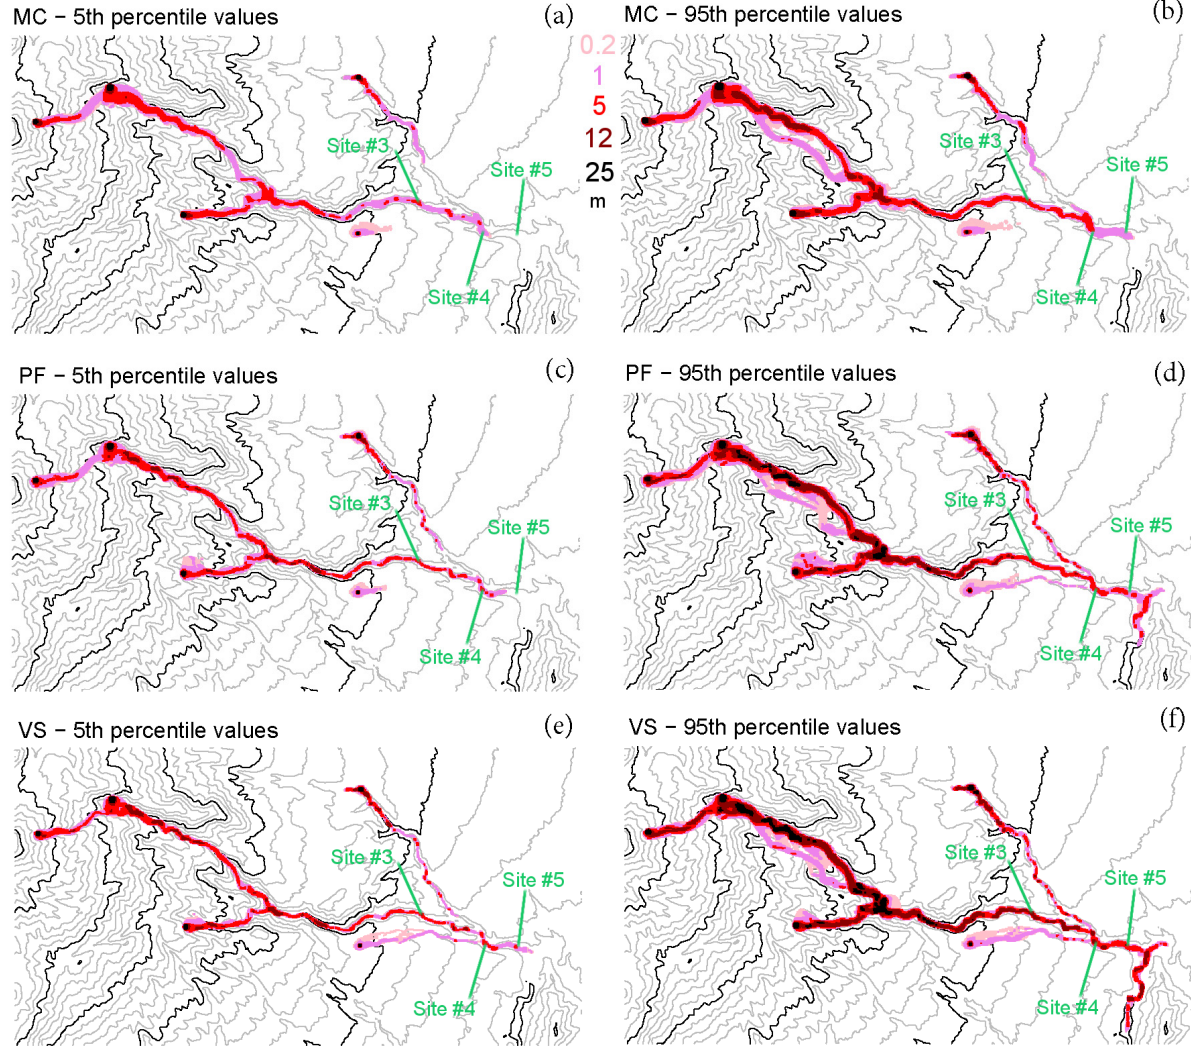 MC - 5th percentile values (a)
MC - 95th percentile values (b)
0.2
1
5
12
25
m
Site #3
Site #5
Site #4
Site #3
Site #5
Site #4
PF − 5th percentile values (c)
PF − 95th percentile values (d)
Site #3
Site #5
Site #4
Site #3
Site #5
Site #4
VS − 5th percentile values (e)
VS − 95th percentile values (f)
Site #3
Site #5
Site #4
Site #3
Site #5
Site #4